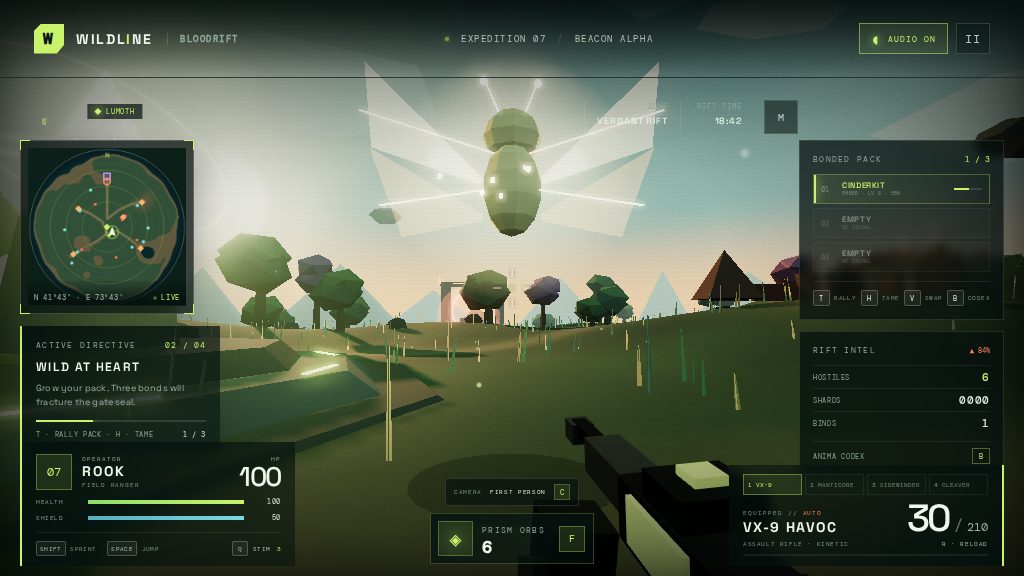 W WILDLINE BLOODRIFT
EXPEDITION 07 / BEACON ALPHA
AUDIO ON II
LUMOTH
ZONE
VERDANT RIFT
RIFT TIME
18:42
M
N
N 41°43' · E 73°43'
LIVE
ACTIVE DIRECTIVE 02 / 04
WILD AT HEART
Grow your pack. Three bonds will
fracture the gate seal.
T · RALLY PACK · H · TAME 1 / 3
07
OPERATOR
ROOK
FIELD RANGER
HP
100
HEALTH 100
SHIELD 50
SHIFT SPRINT SPACE JUMP Q STIM 3
CAMERA FIRST PERSON C
PRISM ORBS
6
F
BONDED PACK 1 / 3
01 CINDERKIT
02 EMPTY
NO SIGNAL
03 EMPTY
NO SIGNAL
T RALLY H TAME V SWAP B CODEX
RIFT INTEL ▲ 84%
HOSTILES 6
SHARDS 0000
BINDS 1
ANIMA CODEX B
1 VX-9 2 MANTICORE 3 SIDEWINDER 4 CLEAVER
EQUIPPED // AUTO
VX-9 HAVOC
ASSAULT RIFLE · KINETIC
30 / 210
R · RELOAD